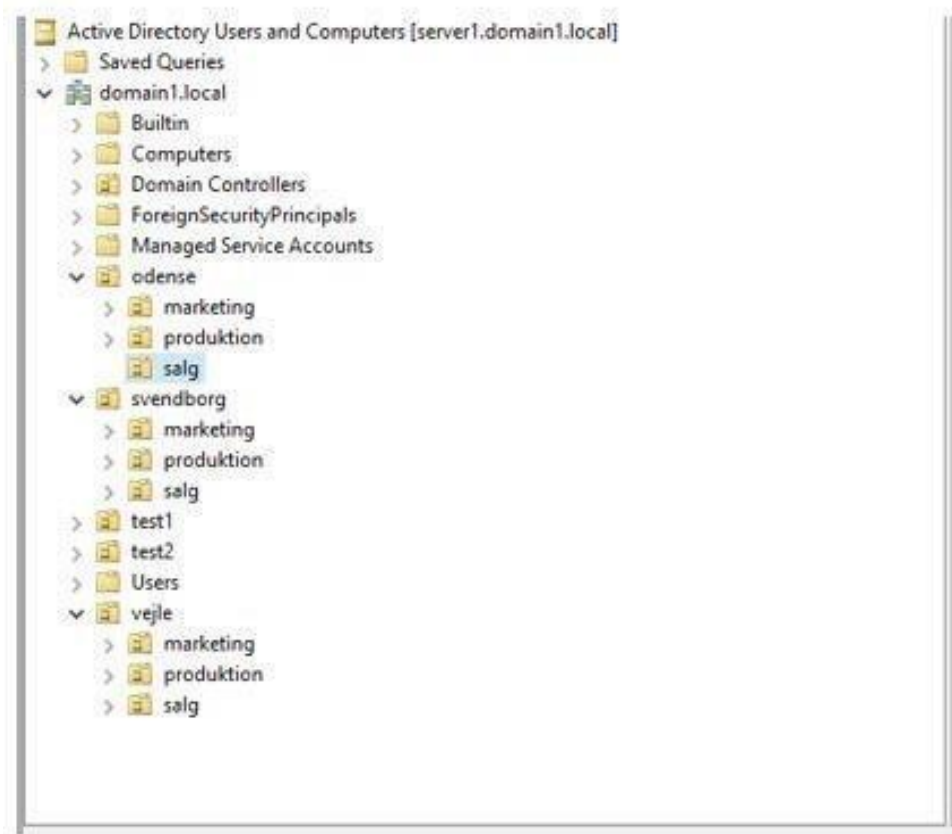 Active Directory Users and Computers [server1.domain1.local]
Saved Queries
domain1.local
Builtin
Computers
Domain Controllers
ForeignSecurityPrincipals
Managed Service Accounts
odense
marketing
produktion
salg
svendborg
marketing
produktion
salg
test1
test2
Users
vejle
marketing
produktion
salg